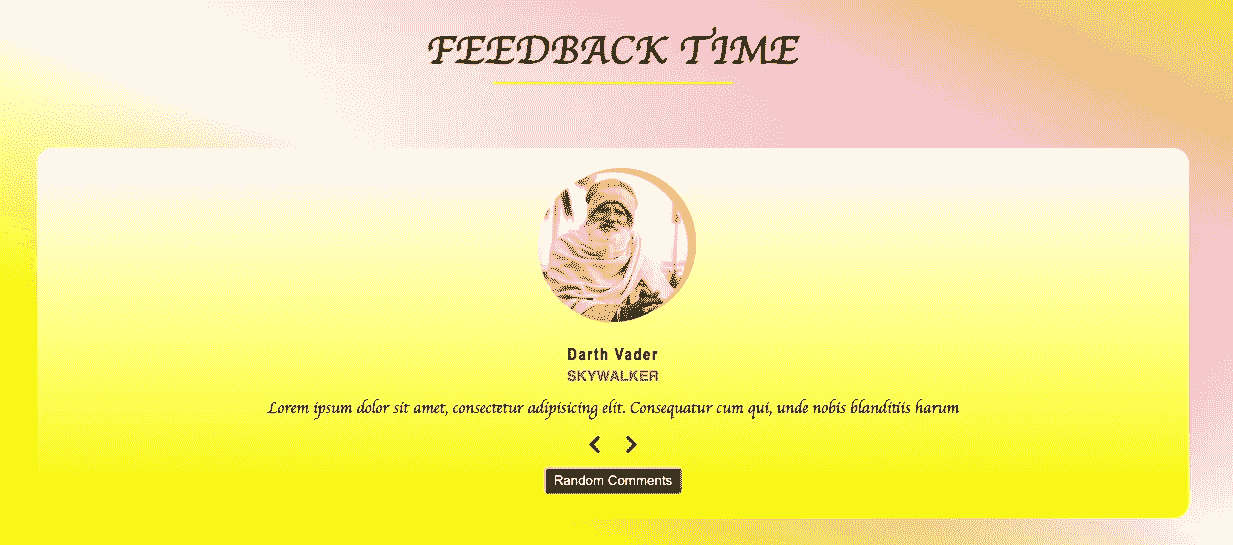 FEEDBACK TIME
Darth Vader
SKYWALKER
Lorem ipsum dolor sit amet, consectetur adipisicing elit. Consequatur cum qui, unde nobis blanditiis harum
Random Comments